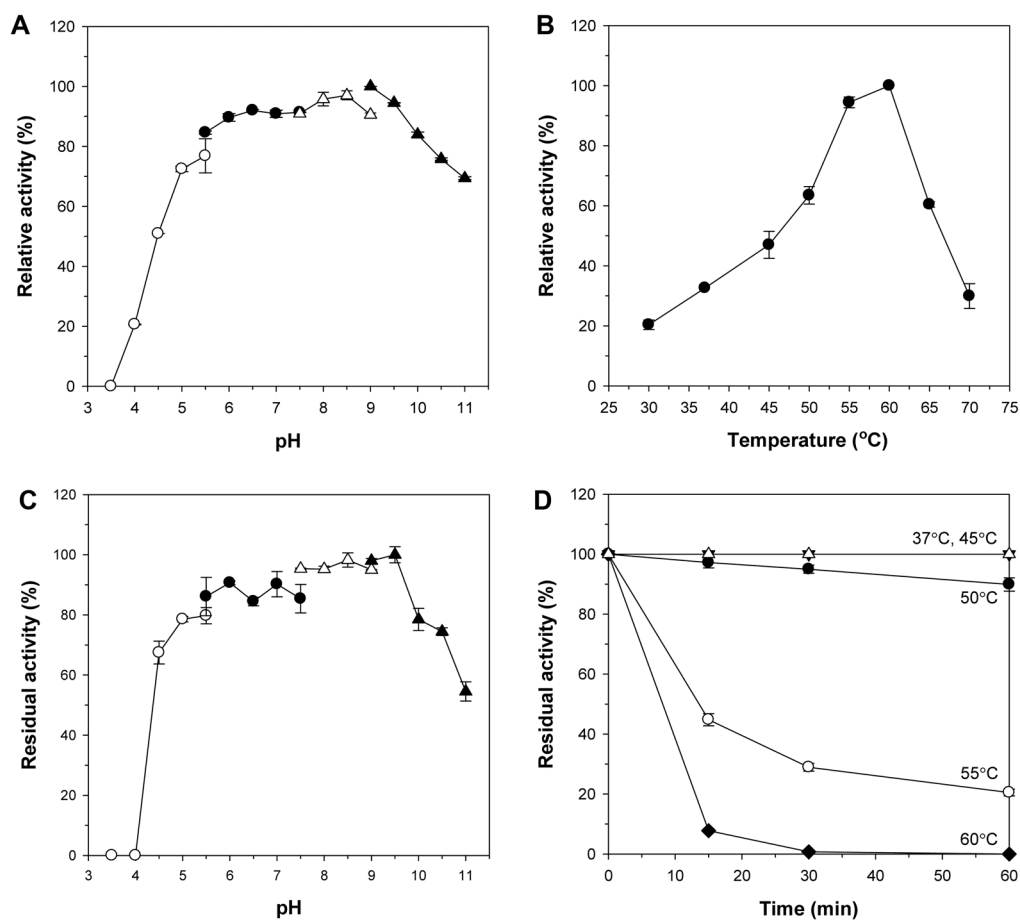 A
Relative activity (%)
120
100
80
60
40
20
0
3 4 5 6 7 8 9 10 11
pH
B
Relative activity (%)
120
100
80
60
40
20
0
25 30 35 40 45 50 55 60 65 70 75
Temperature (°C)
C
Residual activity (%)
120
100
80
60
40
20
0
3 4 5 6 7 8 9 10 11
pH
D
Residual activity (%)
120
100
80
60
40
20
0
37°C, 45°C
50°C
55°C
60°C
0 10 20 30 40 50 60
Time (min)